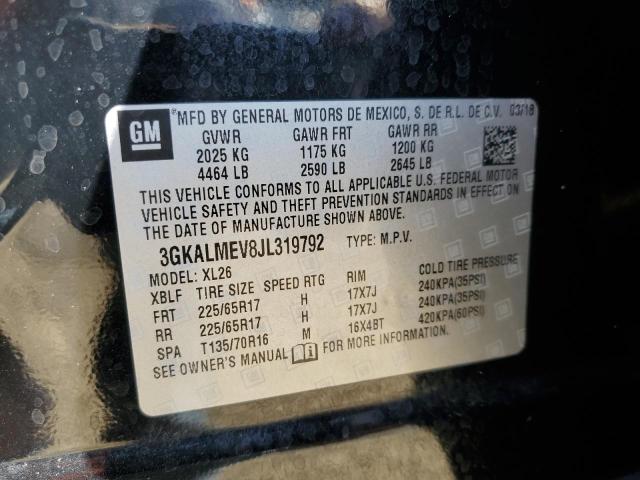 GM
® MFD BY GENERAL MOTORS DE MEXICO, S. DE R.L. DE C.V. 03/18
GVWR GAWR FRT GAWR RR
2025 KG 1175 KG 1200 KG
4464 LB 2590 LB 2645 LB
THIS VEHICLE CONFORMS TO ALL APPLICABLE U.S. FEDERAL MOTOR
VEHICLE SAFETY AND THEFT PREVENTION STANDARDS IN EFFECT ON
THE DATE OF MANUFACTURE SHOWN ABOVE.
3GKALMEV8JL319792 TYPE: M.P.V.
MODEL: XL26
XBLF TIRE SIZE SPEED RTG RIM COLD TIRE PRESSURE
FRT 225/65R17 H 17X7J 240KPA(35PSI)
RR 225/65R17 H 17X7J 240KPA(35PSI)
SPA T135/70R16 M 16X4BT 420KPA(60PSI)
SEE OWNER'S MANUAL